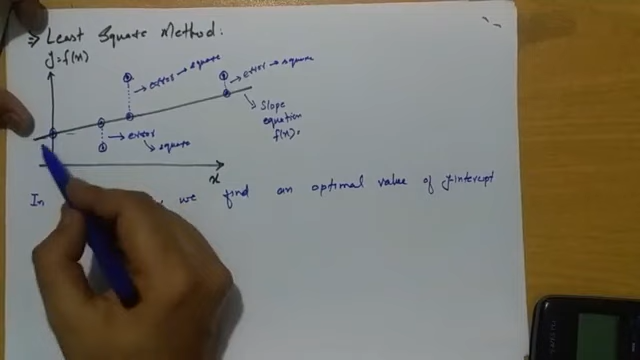 ⇒ Least Square Method:
y=f(x)
→ error → square
→ error → square
→ error
↘ square
Slope
equation
f(x)=
x
In we find an optimal value of y-intercept